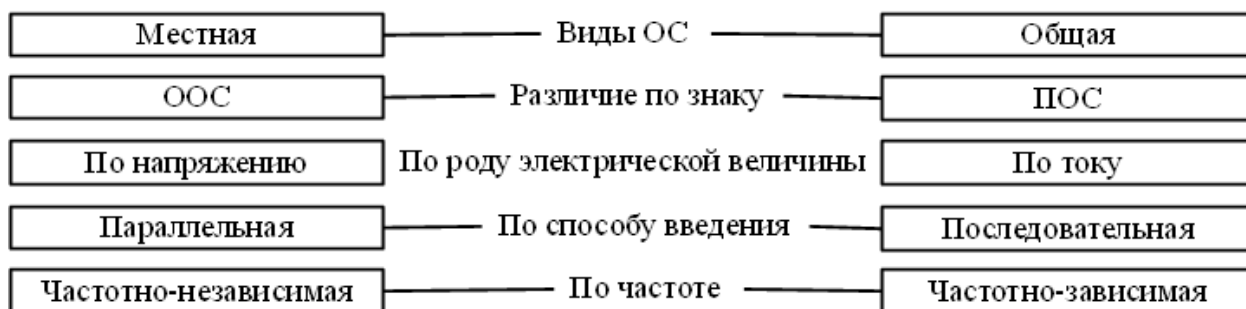 Местная Виды ОС Общая
ООС Различие по знаку ПОС
По напряжению По роду электрической величины По току
Параллельная По способу введения Последовательная
Частотно-независимая По частоте Частотно-зависимая